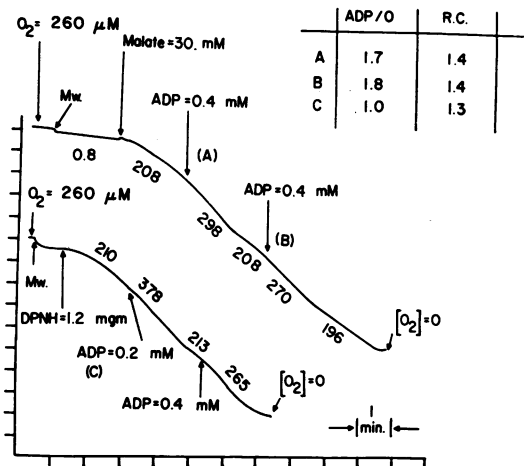 ADP/O R.C.
A 1.7 1.4
B 1.8 1.4
C 1.0 1.3
O₂= 260 μM
Mw.
Malate=30. mM
ADP=0.4 mM
(A)
0.8
208
298
ADP=0.4 mM
(B)
208
270
196
[O₂]=0
O₂= 260 μM
Mw.
DPNH=1.2 mgm
210
378
ADP=0.2 mM
(C)
213
ADP=0.4 mM
265
[O₂]=0
1
min.